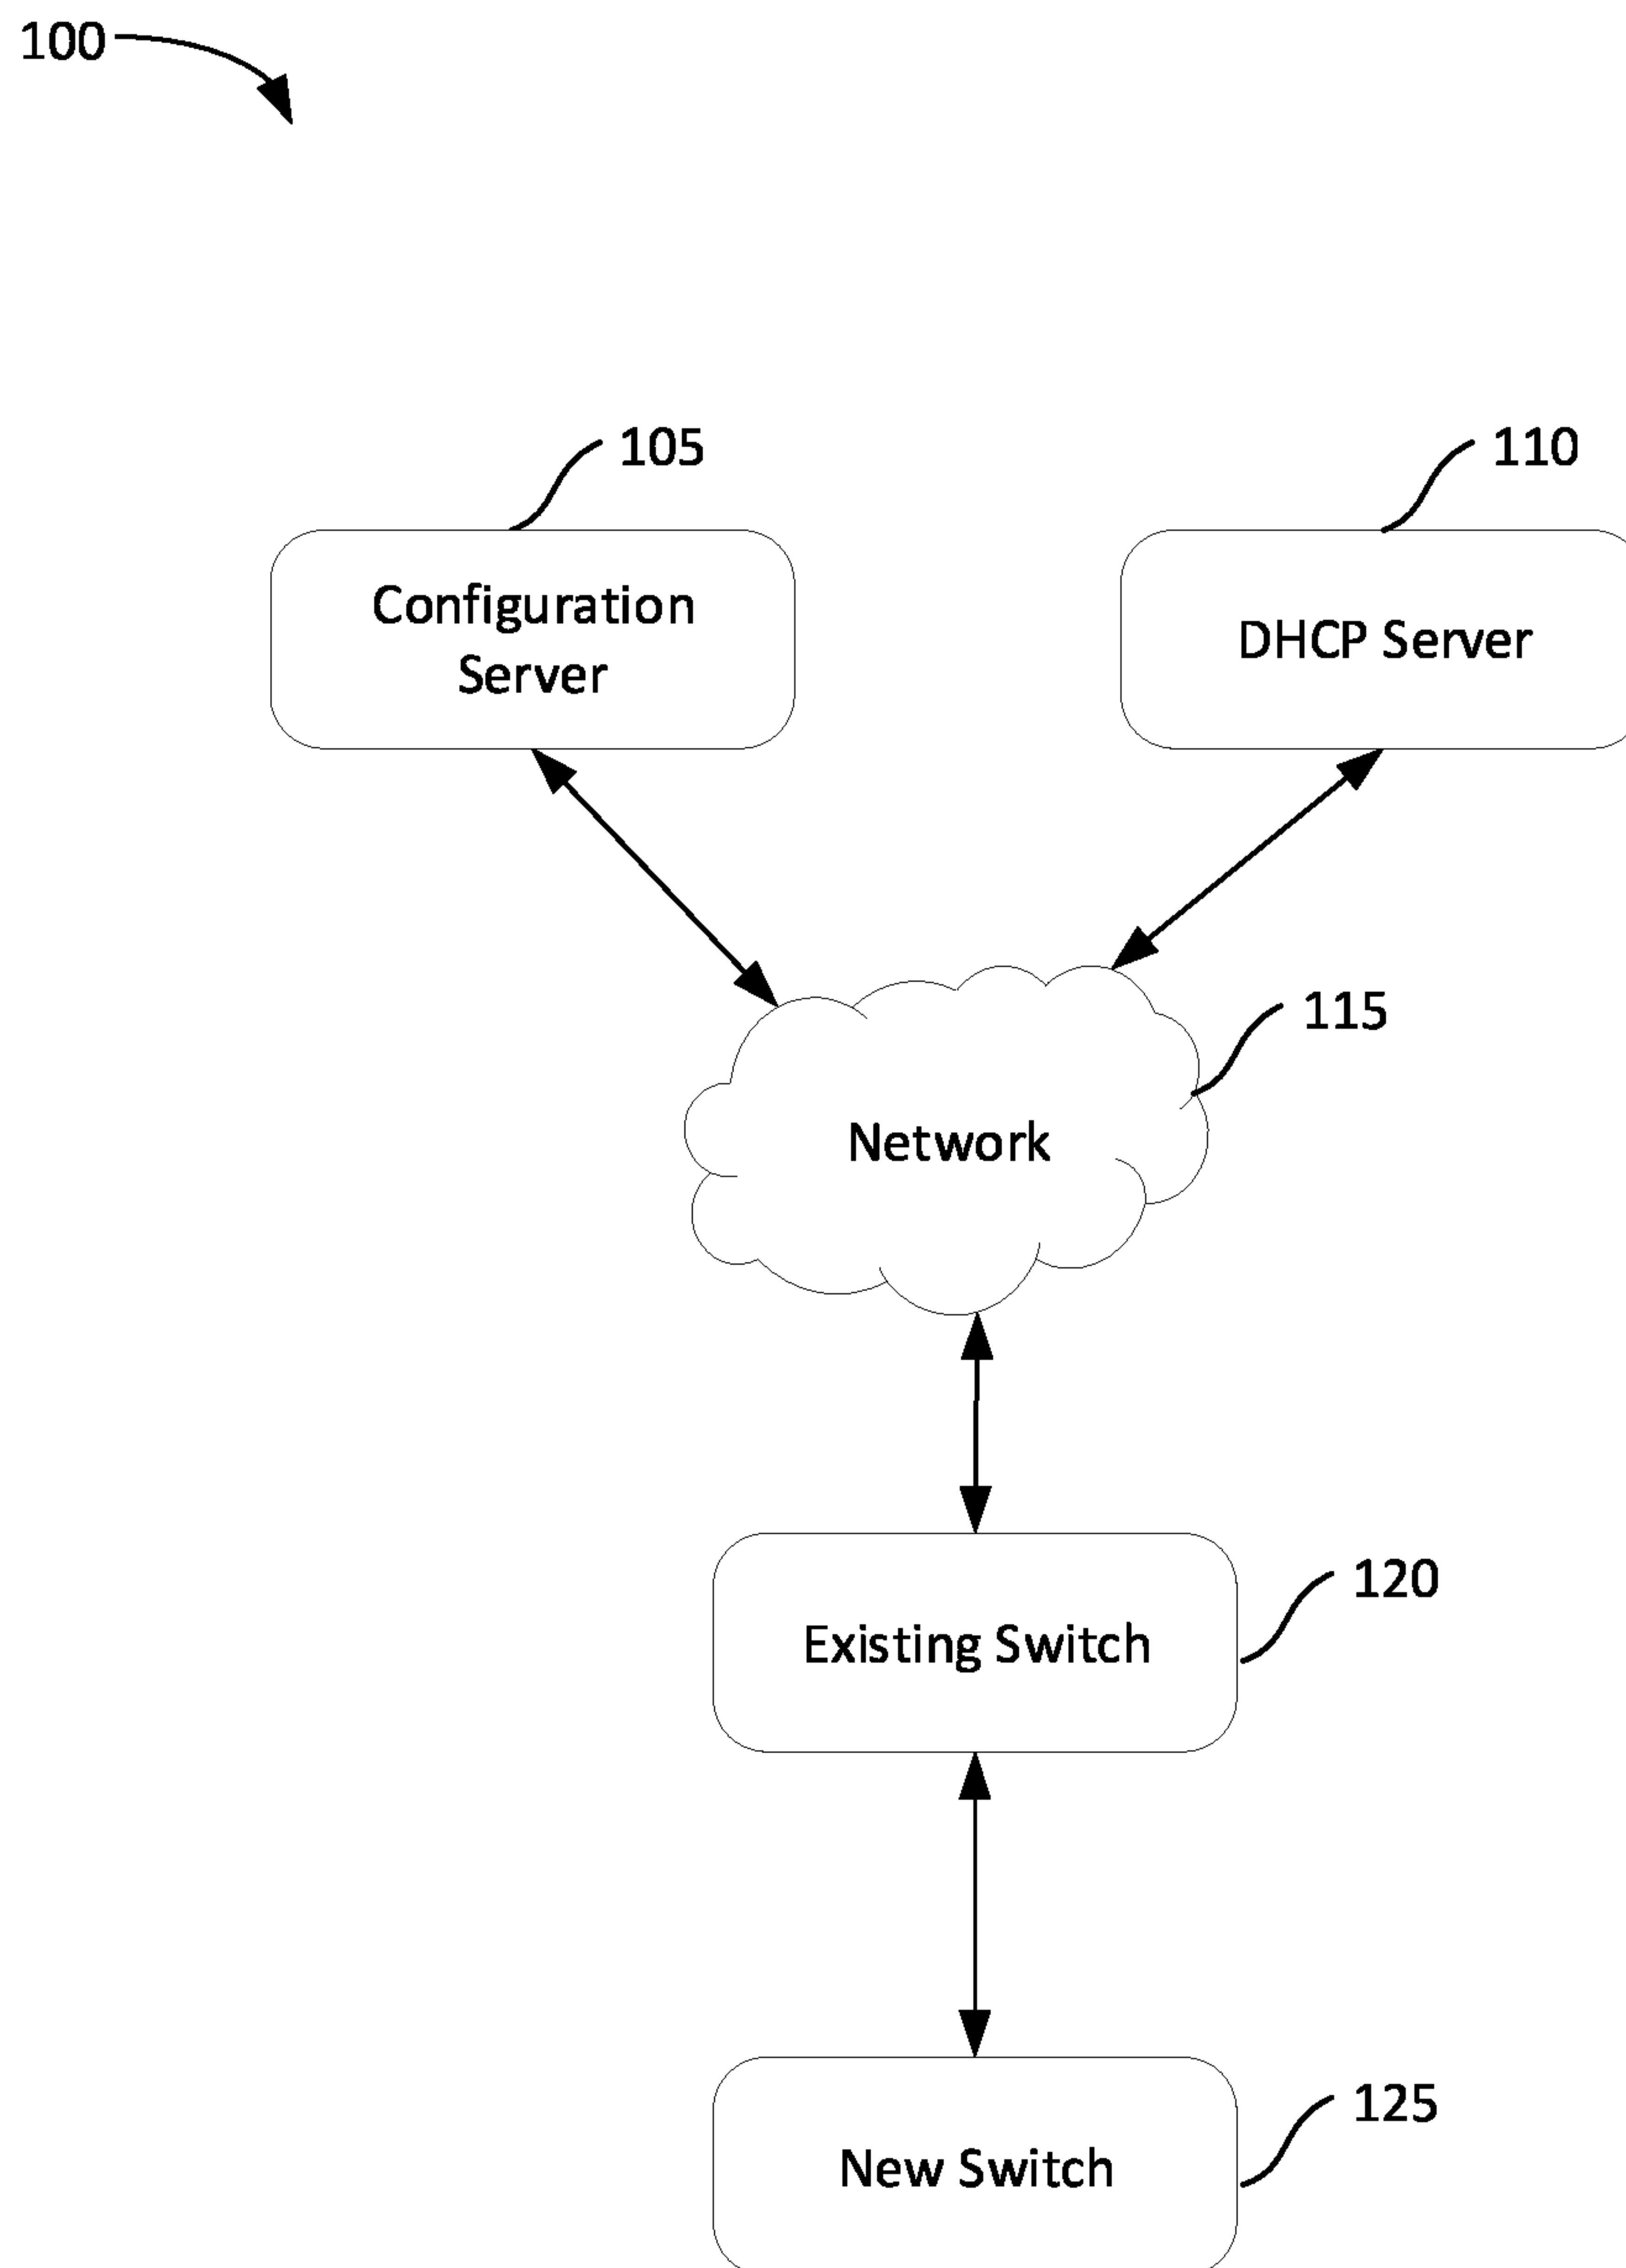 100
105
110
Configuration
Server
DHCP Server
115
Network
120
Existing Switch
125
New Switch